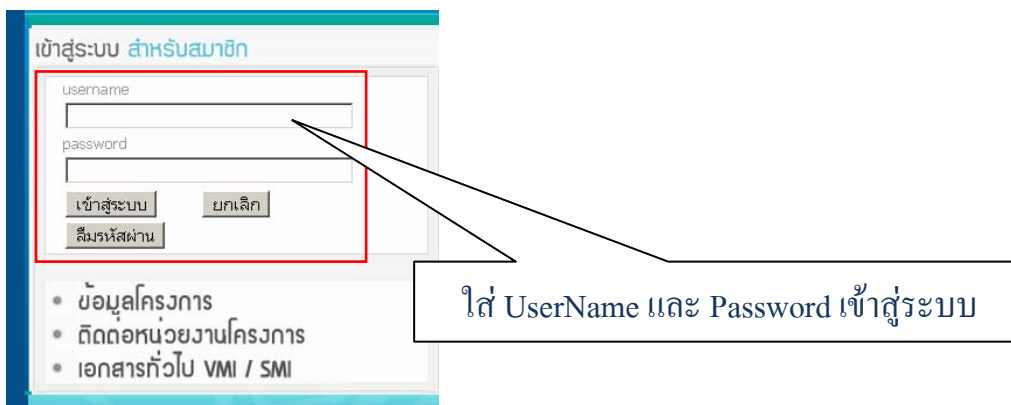 เข้าสู่ระบบ สำหรับสมาชิก
username
password
เข้าสู่ระบบ ยกเลิก
ลืมรหัสผ่าน
ใส่ UserName และ Password เข้าสู่ระบบ
ข้อมูลโครงการ
ติดต่อหน่วยงานโครงการ
เอกสารทั่วไป VMI / SMI